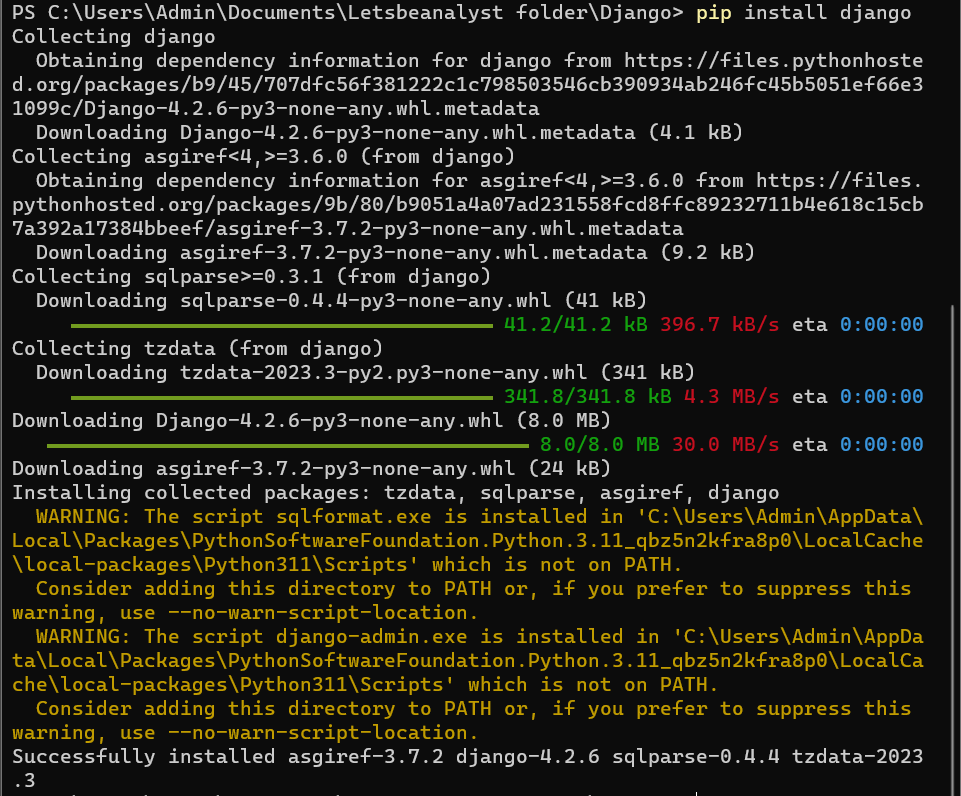 PS C:\Users\Admin\Documents\Letsbeanalyst folder\Django> pip install django
Collecting django
  Obtaining dependency information for django from https://files.pythonhoste
d.org/packages/b9/45/707dfc56f381222c1c798503546cb390934ab246fc45b5051ef66e3
1099c/Django-4.2.6-py3-none-any.whl.metadata
  Downloading Django-4.2.6-py3-none-any.whl.metadata (4.1 kB)
Collecting asgiref<4,>=3.6.0 (from django)
  Obtaining dependency information for asgiref<4,>=3.6.0 from https://files.
pythonhosted.org/packages/9b/80/b9051a4a07ad231558fcd8ffc89232711b4e618c15cb
7a392a17384bbeef/asgiref-3.7.2-py3-none-any.whl.metadata
  Downloading asgiref-3.7.2-py3-none-any.whl.metadata (9.2 kB)
Collecting sqlparse>=0.3.1 (from django)
  Downloading sqlparse-0.4.4-py3-none-any.whl (41 kB)
41.2/41.2 kB 396.7 kB/s eta 0:00:00
Collecting tzdata (from django)
  Downloading tzdata-2023.3-py2.py3-none-any.whl (341 kB)
341.8/341.8 kB 4.3 MB/s eta 0:00:00
Downloading Django-4.2.6-py3-none-any.whl (8.0 MB)
8.0/8.0 MB 30.0 MB/s eta 0:00:00
Downloading asgiref-3.7.2-py3-none-any.whl (24 kB)
Installing collected packages: tzdata, sqlparse, asgiref, django
  WARNING: The script sqlformat.exe is installed in 'C:\Users\Admin\AppData\
Local\Packages\PythonSoftwareFoundation.Python.3.11_qbz5n2kfra8p0\LocalCache
\local-packages\Python311\Scripts' which is not on PATH.
  Consider adding this directory to PATH or, if you prefer to suppress this
warning, use --no-warn-script-location.
  WARNING: The script django-admin.exe is installed in 'C:\Users\Admin\AppDa
ta\Local\Packages\PythonSoftwareFoundation.Python.3.11_qbz5n2kfra8p0\LocalCa
che\local-packages\Python311\Scripts' which is not on PATH.
  Consider adding this directory to PATH or, if you prefer to suppress this
warning, use --no-warn-script-location.
Successfully installed asgiref-3.7.2 django-4.2.6 sqlparse-0.4.4 tzdata-2023
.3